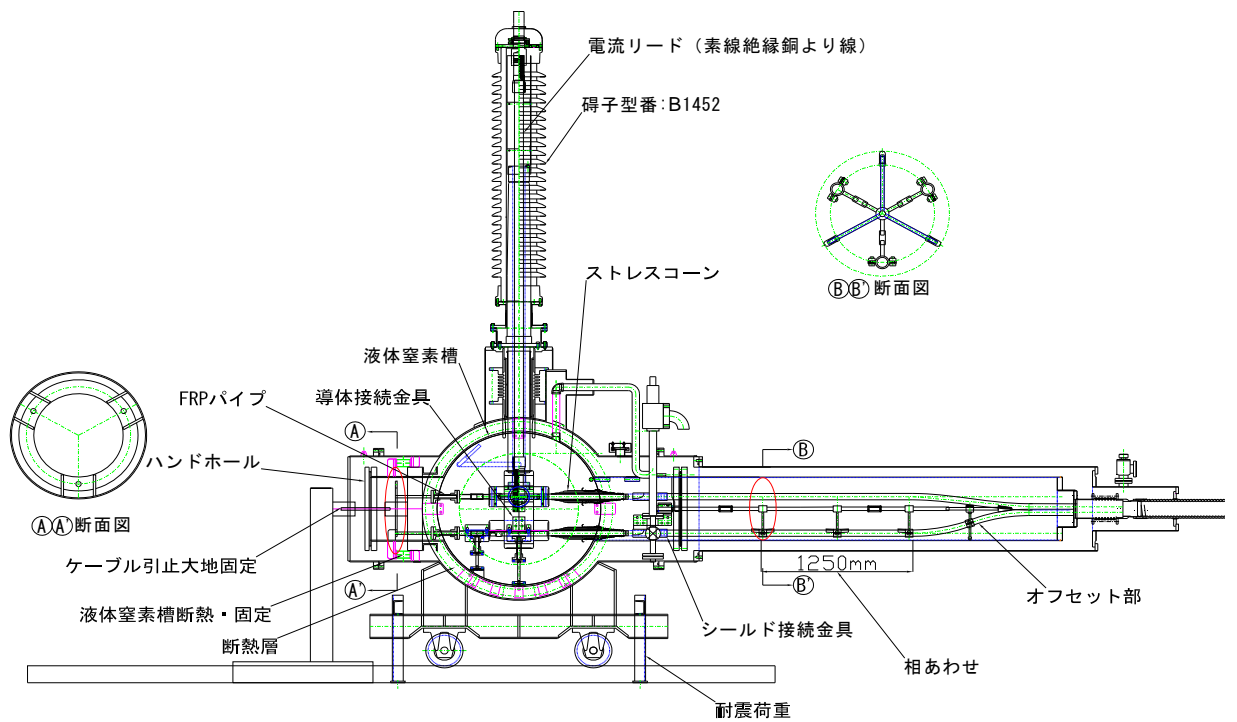 電流リード（素線絶縁銅より線）
碍子型番:B1452
ストレスコーン
ⒷⒷ'断面図
液体窒素槽
FRPパイプ
導体接続金具
Ⓐ
Ⓑ
ハンドホール
ⒶⒶ'断面図
ケーブル引止大地固定
1250mm
Ⓐ'
Ⓑ'
オフセット部
液体窒素槽断熱・固定
シールド接続金具
断熱層
相あわせ
耐震荷重